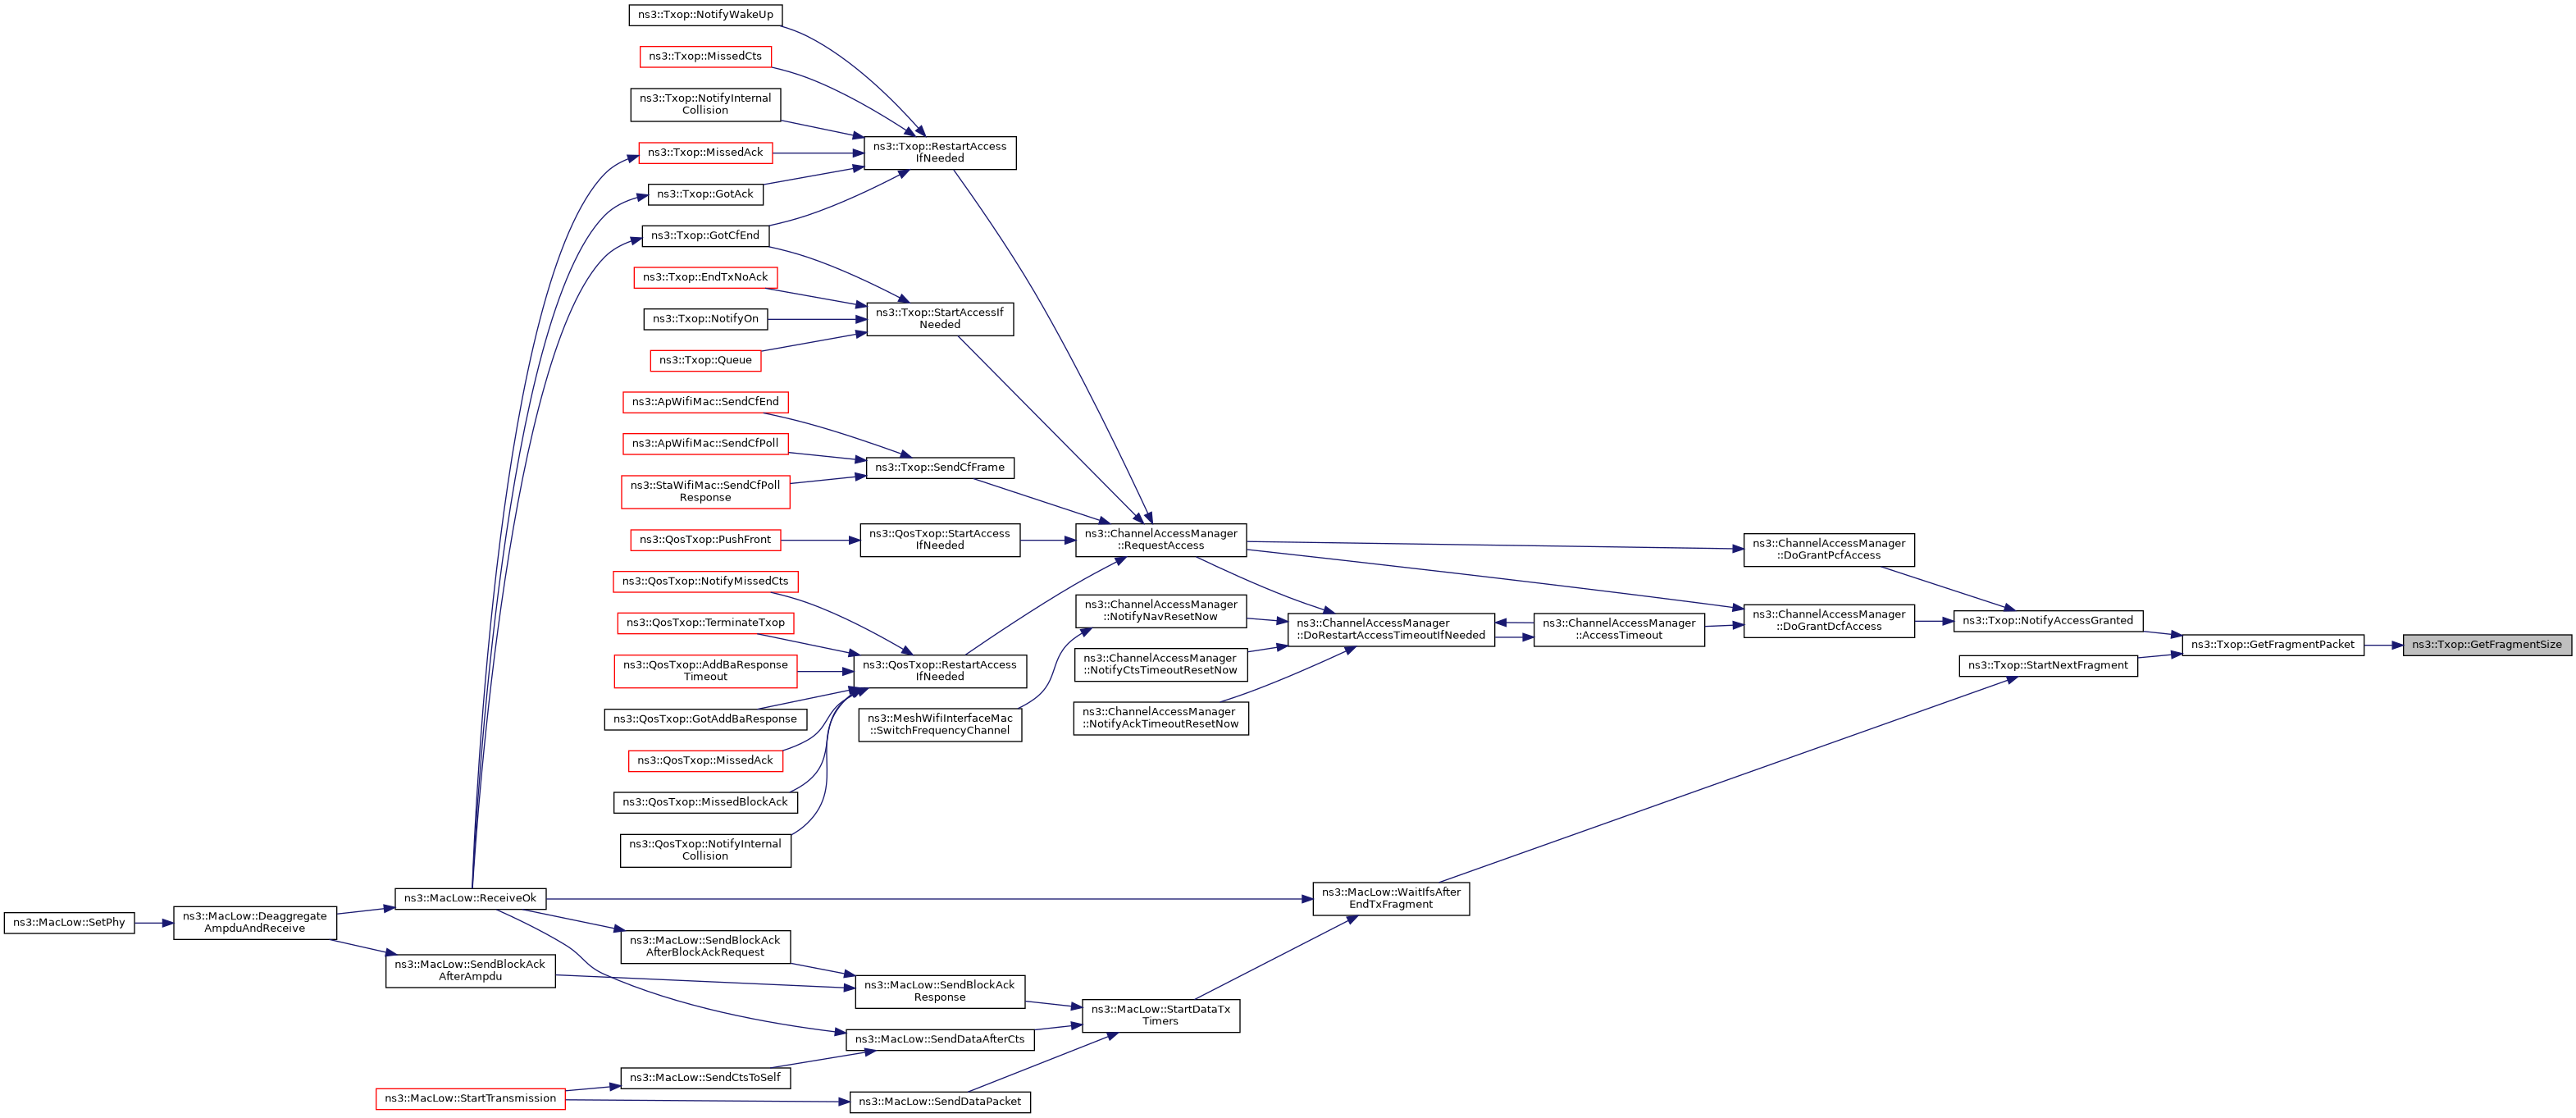 ns3::Txop::NotifyWakeUp
ns3::Txop::MissedCts
ns3::Txop::NotifyInternal
Collision
ns3::Txop::MissedAck
ns3::Txop::GotAck
ns3::Txop::GotCfEnd
ns3::Txop::EndTxNoAck
ns3::Txop::NotifyOn
ns3::Txop::Queue
ns3::ApWifiMac::SendCfEnd
ns3::ApWifiMac::SendCfPoll
ns3::StaWifiMac::SendCfPoll
Response
ns3::QosTxop::PushFront
ns3::QosTxop::NotifyMissedCts
ns3::QosTxop::TerminateTxop
ns3::QosTxop::AddBaResponse
Timeout
ns3::QosTxop::GotAddBaResponse
ns3::QosTxop::MissedAck
ns3::QosTxop::MissedBlockAck
ns3::QosTxop::NotifyInternal
Collision
ns3::Txop::RestartAccess
IfNeeded
ns3::Txop::StartAccessIf
Needed
ns3::Txop::SendCfFrame
ns3::QosTxop::StartAccess
IfNeeded
ns3::QosTxop::RestartAccess
IfNeeded
ns3::MeshWifiInterfaceMac
::SwitchFrequencyChannel
ns3::ChannelAccessManager
::RequestAccess
ns3::ChannelAccessManager
::NotifyNavResetNow
ns3::ChannelAccessManager
::NotifyCtsTimeoutResetNow
ns3::ChannelAccessManager
::NotifyAckTimeoutResetNow
ns3::ChannelAccessManager
::DoRestartAccessTimeoutIfNeeded
ns3::ChannelAccessManager
::AccessTimeout
ns3::ChannelAccessManager
::DoGrantPcfAccess
ns3::ChannelAccessManager
::DoGrantDcfAccess
ns3::Txop::NotifyAccessGranted
ns3::Txop::StartNextFragment
ns3::Txop::GetFragmentPacket
ns3::Txop::GetFragmentSize
ns3::MacLow::SetPhy
ns3::MacLow::Deaggregate
AmpduAndReceive
ns3::MacLow::ReceiveOk
ns3::MacLow::SendBlockAck
AfterAmpdu
ns3::MacLow::StartTransmission
ns3::MacLow::SendBlockAck
AfterBlockAckRequest
ns3::MacLow::SendCtsToSelf
ns3::MacLow::SendBlockAck
Response
ns3::MacLow::SendDataAfterCts
ns3::MacLow::SendDataPacket
ns3::MacLow::StartDataTx
Timers
ns3::MacLow::WaitIfsAfter
EndTxFragment